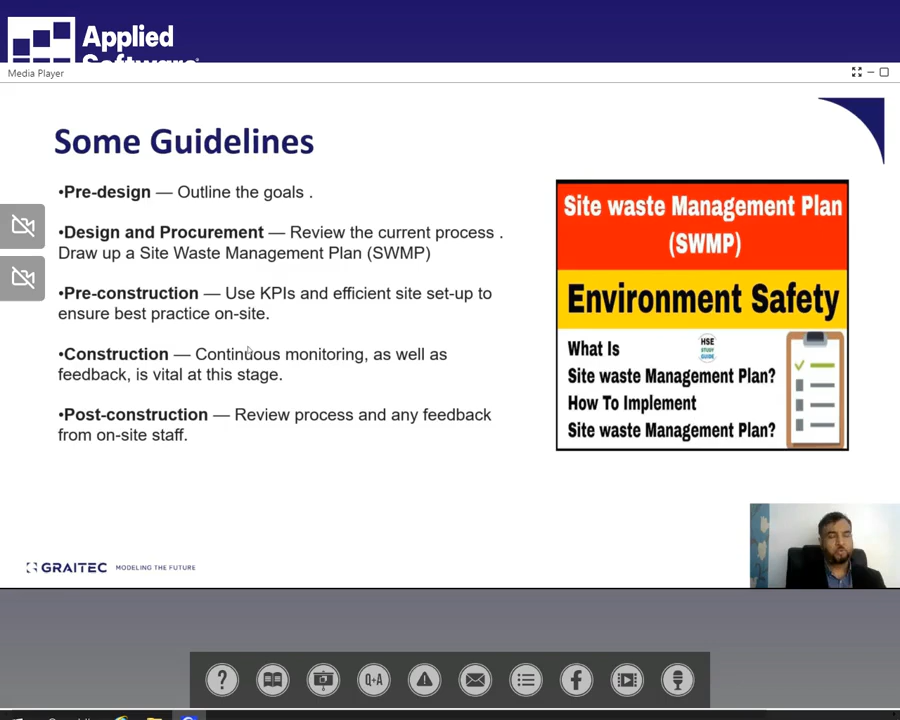 Applied
Software
Media Player
Some Guidelines
•Pre-design — Outline the goals .
•Design and Procurement — Review the current process .
Draw up a Site Waste Management Plan (SWMP)
•Pre-construction — Use KPIs and efficient site set-up to
ensure best practice on-site.
•Construction — Continuous monitoring, as well as
feedback, is vital at this stage.
•Post-construction — Review process and any feedback
from on-site staff.
Site waste Management Plan
(SWMP)
Environment Safety
What Is
HSE
STUDY
GUIDE
Site waste Management Plan?
How To Implement
Site waste Management Plan?
GRAITEC MODELING THE FUTURE
?
Q+A
f